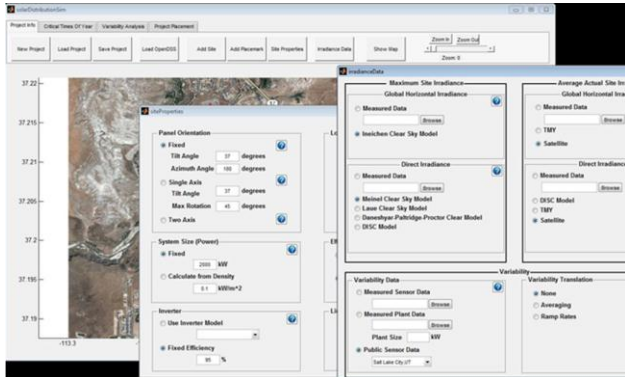 solarDistributionSim
Project Info Critical Times Of Year Variability Analysis Project Placement
New Project Load Project Save Project Load OpenDSS Add Site Add Placemark Site Properties Irradiance Data Show Map
Zoom In Zoom Out
Zoom: 0
37.22
37.215
37.21
37.205
37.2
37.195
37.19
-113.3
siteProperties
Panel Orientation
Fixed
Tilt Angle 37 degrees
Azimuth Angle 180 degrees
Single Axis
Tilt Angle 37 degrees
Max Rotation 45 degrees
Two Axis
System Size (Power)
Fixed
2000 kW
Calculate from Density
0.1 kW/m^2
Inverter
Use Inverter Model
Fixed Efficiency
95 %
irradianceData
Maximum Site Irradiance
Global Horizontal Irradiance
Measured Data
Browse
Ineichen Clear Sky Model
Direct Irradiance
Measured Data
Browse
Meinel Clear Sky Model
Laue Clear Sky Model
Daneshyar-Paltridge-Proctor Clear Model
DISC Model
Average Actual Site Irr
Global Horizontal Irra
Measured Data
Browse
TMY
Satellite
Direct Irradianc
Measured Data
Browse
DISC Model
TMY
Satellite
Variability
Variability Data
Measured Sensor Data
Browse
Measured Plant Data
Browse
Plant Size kW
Public Sensor Data
Salt Lake City,UT
Variability Translation
None
Averaging
Ramp Rates